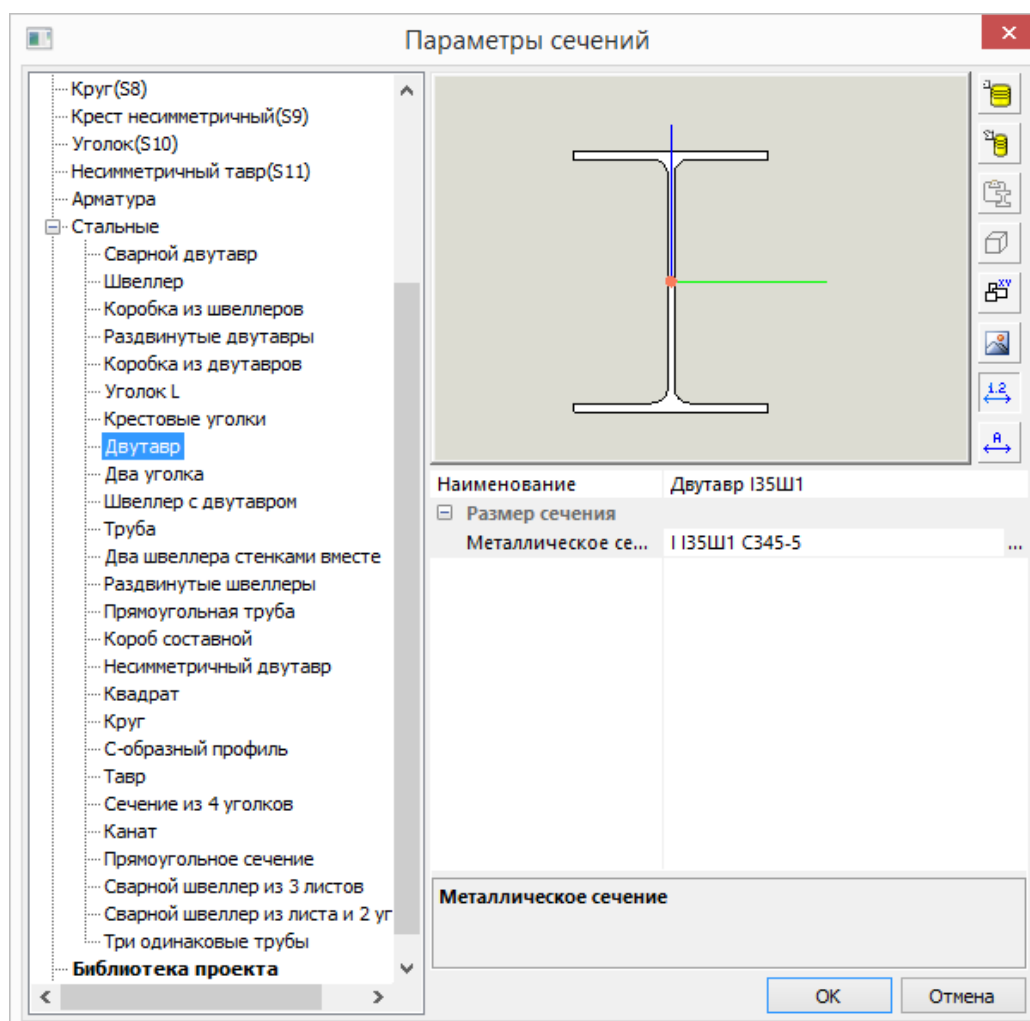 Параметры сечений
Круг(S8)
Крест несимметричный(S9)
Уголок(S10)
Несимметричный тавр(S11)
Арматура
Стальные
Сварной двутавр
Швеллер
Коробка из швеллеров
Раздвинутые двутавры
Коробка из двутавров
Уголок L
Крестовые уголки
Двутавр
Два уголка
Швеллер с двутавром
Труба
Два швеллера стенками вместе
Раздвинутые швеллеры
Прямоугольная труба
Короб составной
Несимметричный двутавр
Квадрат
Круг
С-образный профиль
Тавр
Сечение из 4 уголков
Канат
Прямоугольное сечение
Сварной швеллер из 3 листов
Сварной швеллер из листа и 2 уг
Три одинаковые трубы
Библиотека проекта
XY
1.2
A
Наименование Двутавр I35Ш1
Размер сечения
Металлическое се... I I35Ш1 C345-5 ...
Металлическое сечение
OK Отмена